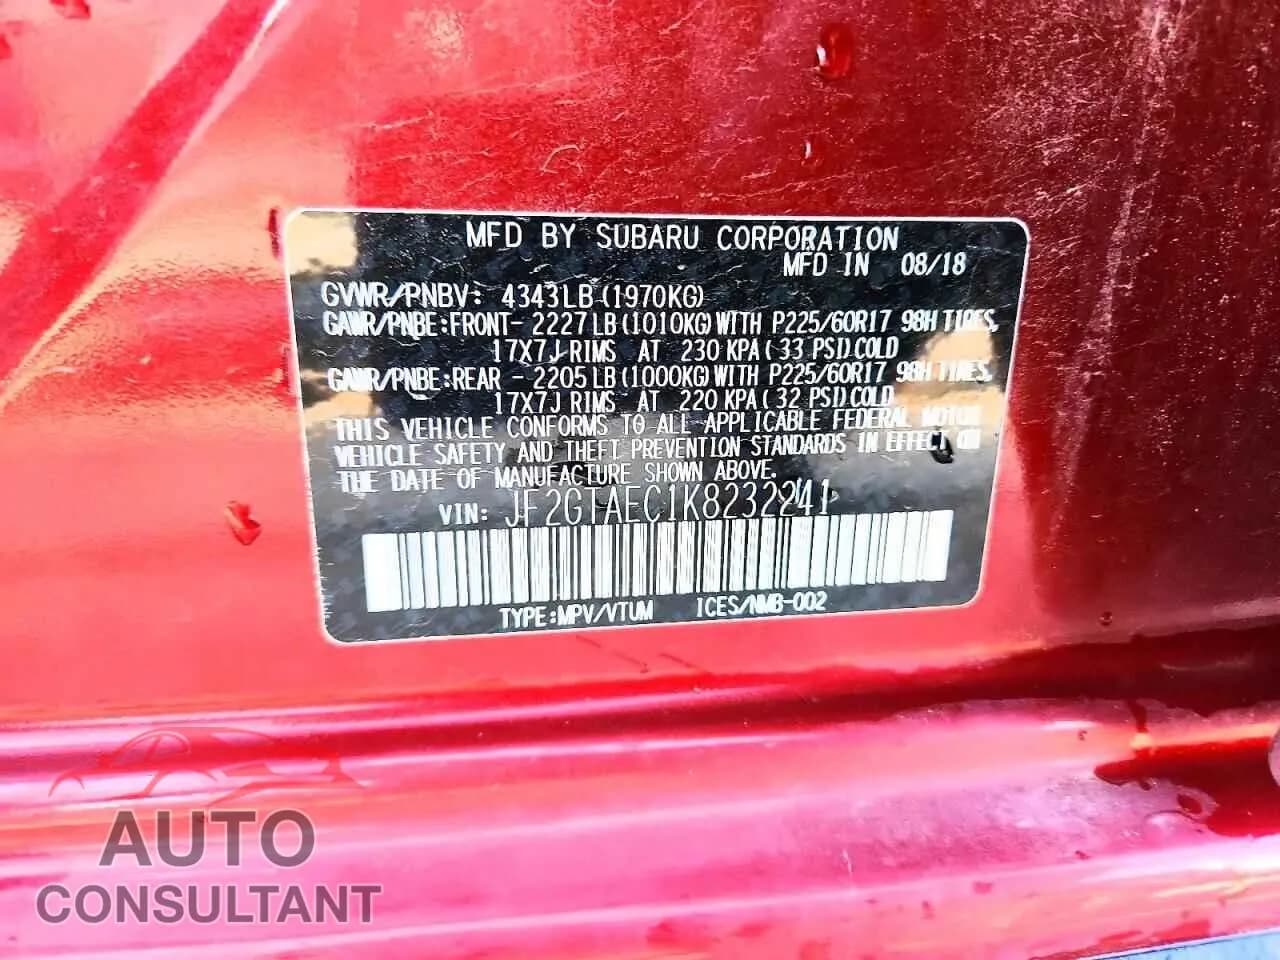 MFD BY SUBARU CORPORATION
MFD IN 08/18
GVWR/PNBV: 4343LB(1970KG)
GAWR/PNBE:FRONT- 2227LB(1010KG)WITH P225/60R17 98H TIRES,
17X7J RIMS AT 230 KPA(33 PSI)COLD
GAWR/PNBE:REAR - 2205LB(1000KG)WITH P225/60R17 98H TIRES,
17X7J RIMS AT 220 KPA(32 PSI)COLD
THIS VEHICLE CONFORMS TO ALL APPLICABLE FEDERAL MOTOR
VEHICLE SAFETY AND THEFT PREVENTION STANDARDS IN EFFECT ON
THE DATE OF MANUFACTURE SHOWN ABOVE.
VIN: JF2GTAEC1K8232241
TYPE:MPV/VTUM ICES/NMB-002
AUTO
CONSULTANT